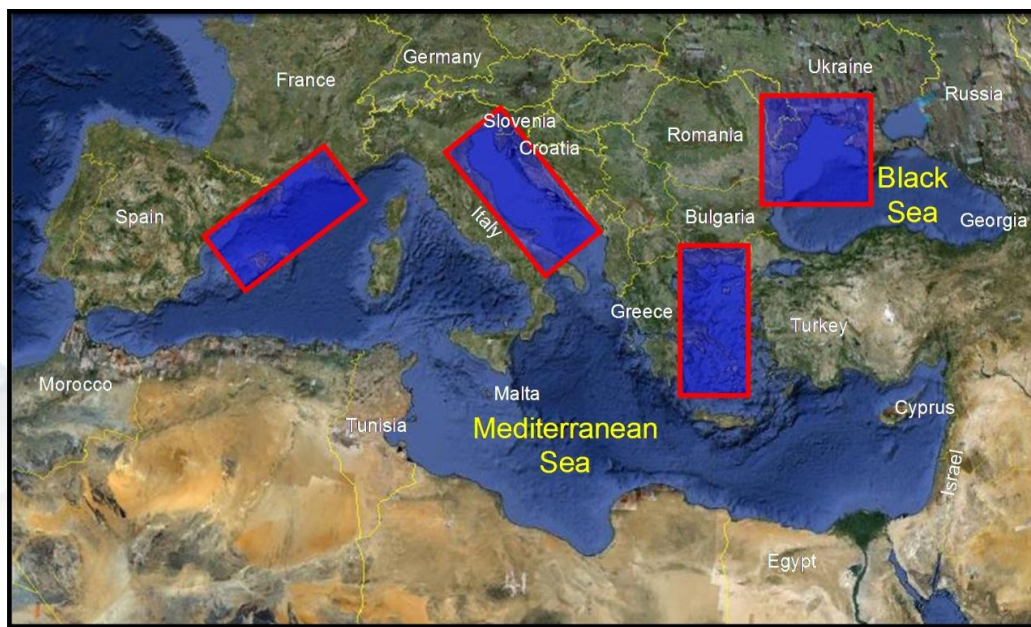 Germany
Ukraine
France
Russia
Slovenia
Romania
Croatia
Black
Sea
Spain
Italy
Bulgaria
Georgia
Greece
Turkey
Morocco
Malta
Cyprus
Tunisia
Mediterranean
Sea
Israel
Egypt